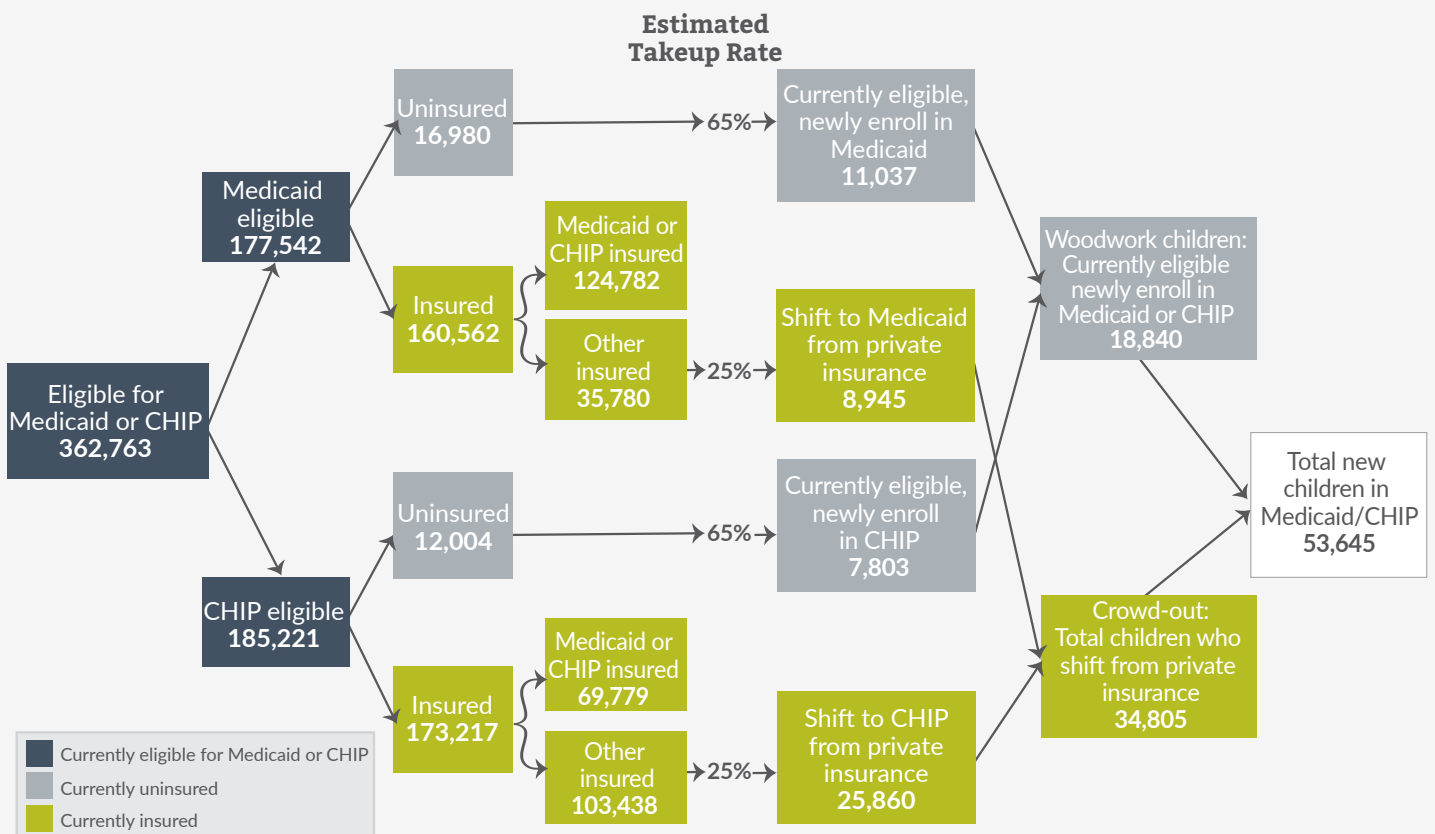 Estimated
Takeup Rate
Eligible for
Medicaid or CHIP
362,763
Medicaid
eligible
177,542
Uninsured
16,980
65%
Currently eligible,
newly enroll in
Medicaid
11,037
Insured
160,562
Medicaid or
CHIP insured
124,782
Other
insured
35,780
25%
Shift to Medicaid
from private
insurance
8,945
CHIP eligible
185,221
Uninsured
12,004
65%
Currently eligible,
newly enroll
in CHIP
7,803
Insured
173,217
Medicaid or
CHIP insured
69,779
Other
insured
103,438
25%
Shift to CHIP
from private
insurance
25,860
Woodwork children:
Currently eligible
newly enroll in
Medicaid or CHIP
18,840
Crowd-out:
Total children who
shift from private
insurance
34,805
Total new
children in
Medicaid/CHIP
53,645
Currently eligible for Medicaid or CHIP
Currently uninsured
Currently insured